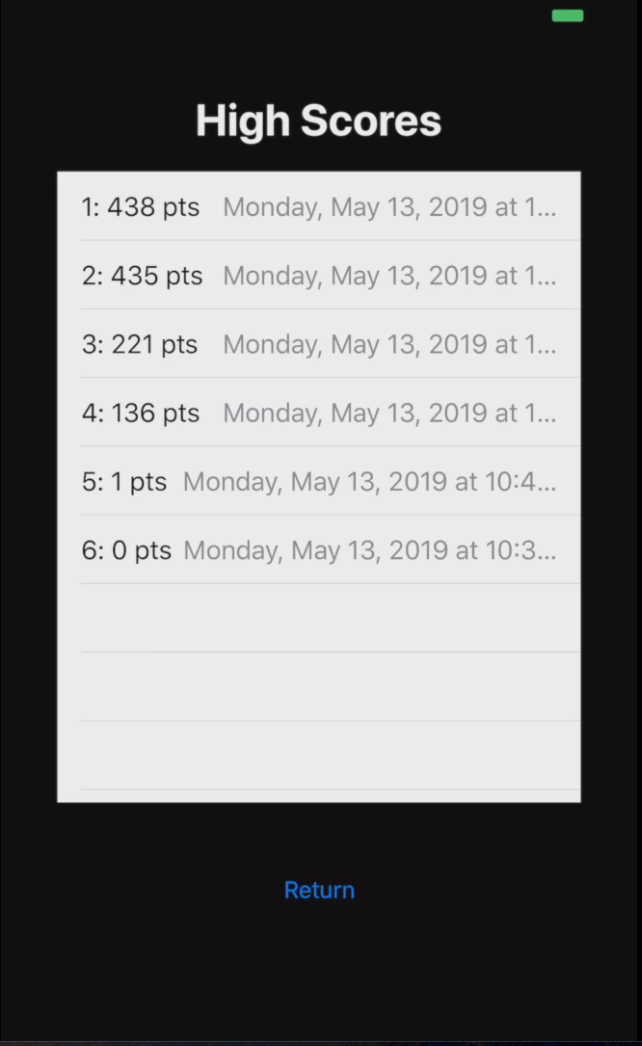 High Scores
1: 438 pts Monday, May 13, 2019 at 1...
2: 435 pts Monday, May 13, 2019 at 1...
3: 221 pts Monday, May 13, 2019 at 1...
4: 136 pts Monday, May 13, 2019 at 1...
5: 1 pts Monday, May 13, 2019 at 10:4...
6: 0 pts Monday, May 13, 2019 at 10:3...
Return